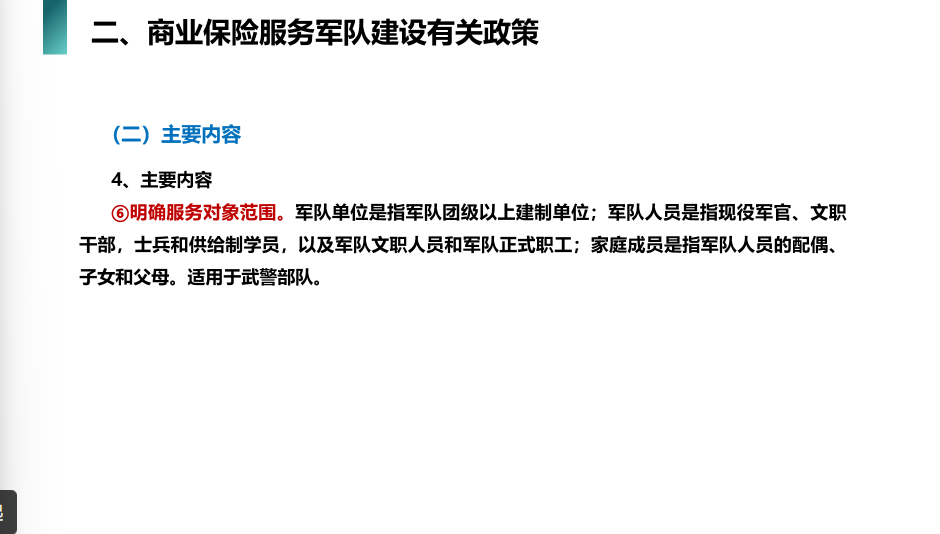 二、商业保险服务军队建设有关政策
（二）主要内容
4、主要内容
⑥明确服务对象范围。军队单位是指军队团级以上建制单位；军队人员是指现役军官、文职
干部，士兵和供给制学员，以及军队文职人员和军队正式职工；家庭成员是指军队人员的配偶、
子女和父母。适用于武警部队。